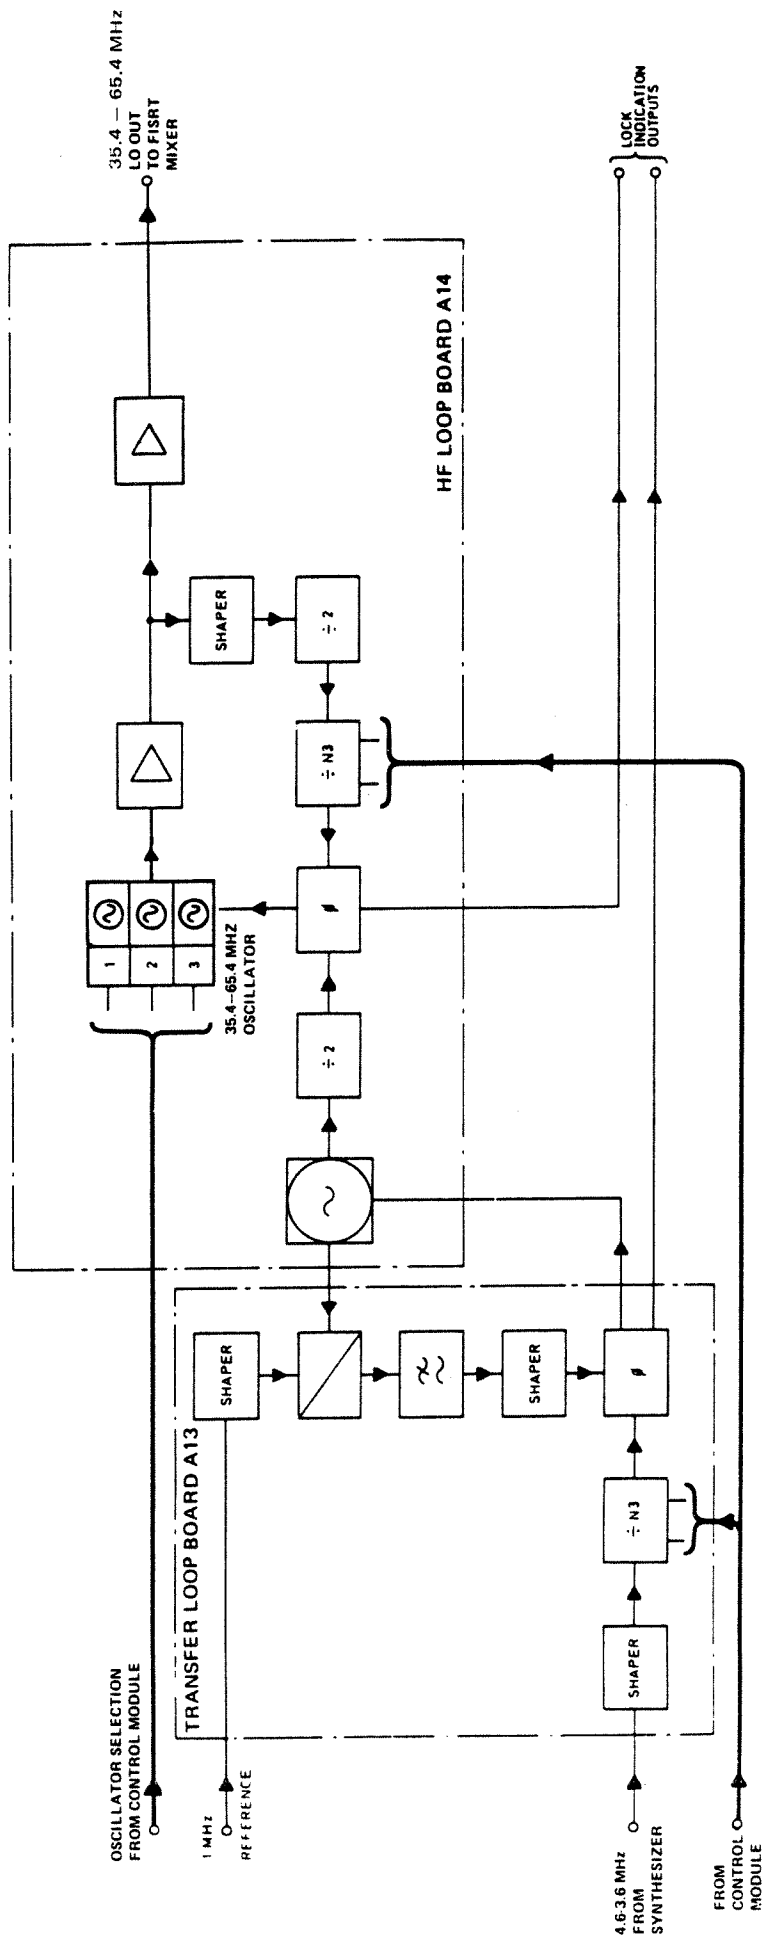 35.4 – 65.4 MHz
LO OUT
TO FISRT
MIXER
LOCK
INDICATION
OUTPUTS
HF LOOP BOARD A14
SHAPER
÷ 2
÷ N3
ø
1
2
3
35.4–65.4 MHZ
OSCILLATOR
÷ 2
TRANSFER LOOP BOARD A13
SHAPER
SHAPER
ø
÷ N3
SHAPER
OSCILLATOR SELECTION
FROM CONTROL MODULE
1 MHz
REFERENCE
4.6-3.6 MHz
FROM
SYNTHESIZER
FROM
CONTROL
MODULE